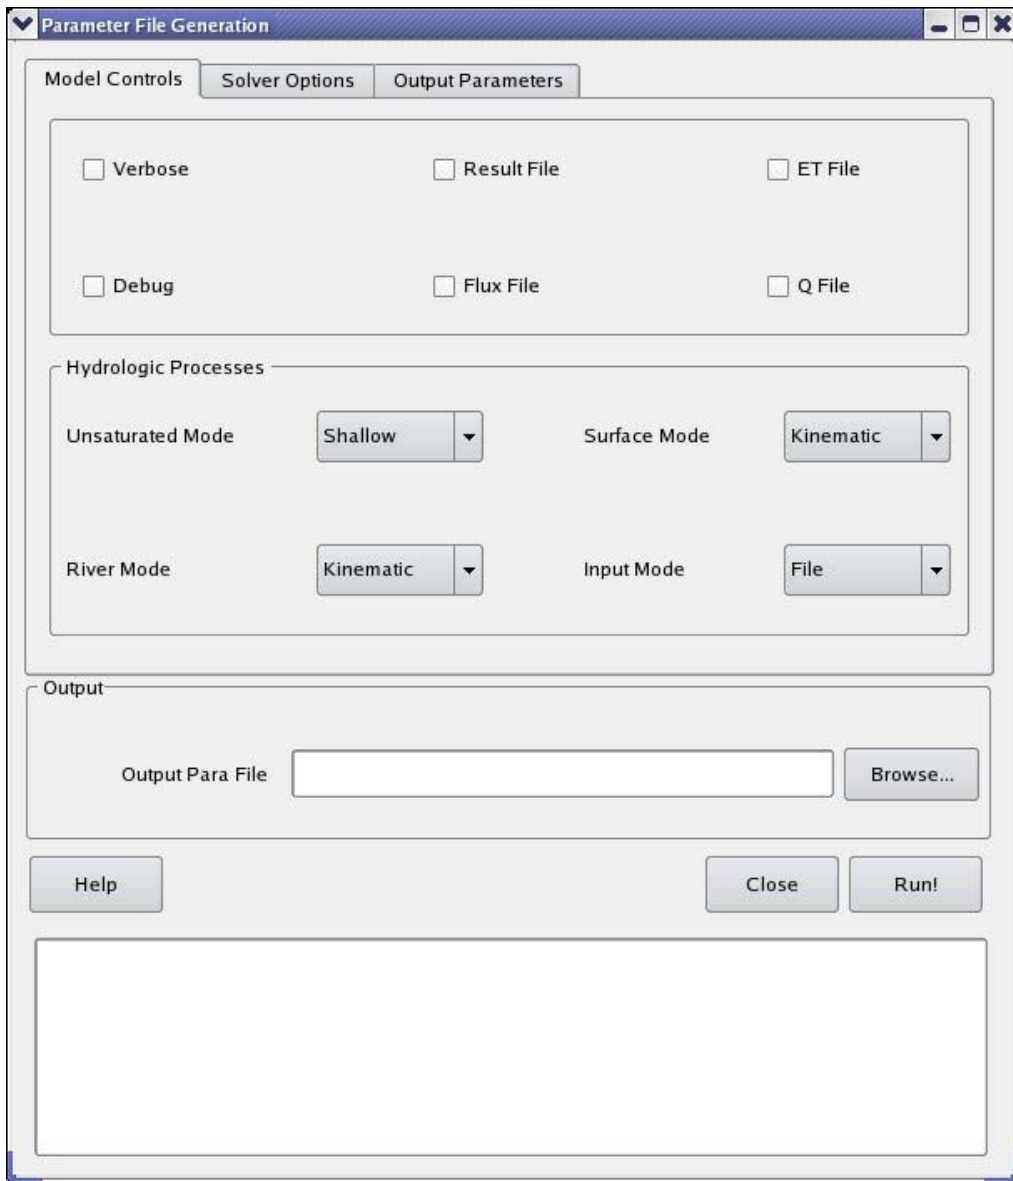 Parameter File Generation
Model Controls Solver Options Output Parameters
Verbose Result File ET File
Debug Flux File Q File
Hydrologic Processes
Unsaturated Mode Shallow Surface Mode Kinematic
River Mode Kinematic Input Mode File
Output
Output Para File Browse...
Help Close Run!